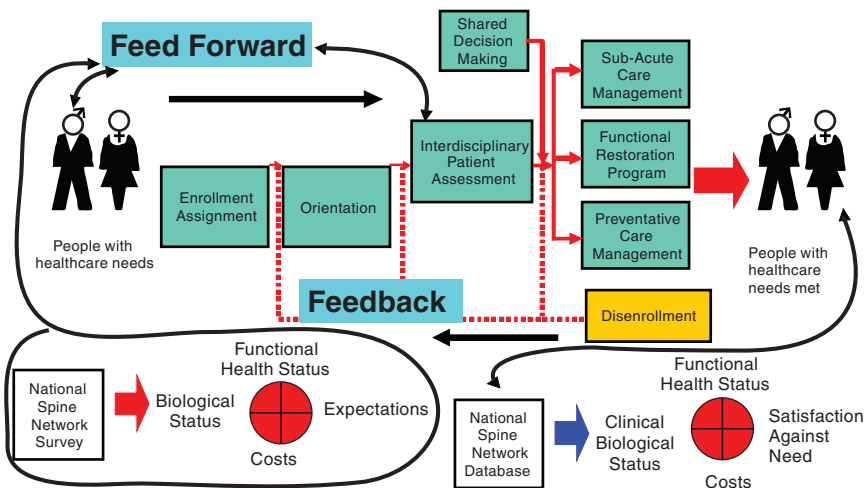 Feed Forward
Shared
Decision
Making
Sub-Acute
Care
Management
Interdisciplinary
Patient
Assessment
Functional
Restoration
Program
Enrollment
Assignment
Orientation
Preventative
Care
Management
People with
healthcare needs
People with
healthcare
needs met
Feedback
Disenrollment
National
Spine
Network
Survey
Biological
Status
Functional
Health Status
Expectations
Costs
National
Spine
Network
Database
Clinical
Biological
Status
Functional
Health Status
Satisfaction
Against
Need
Costs